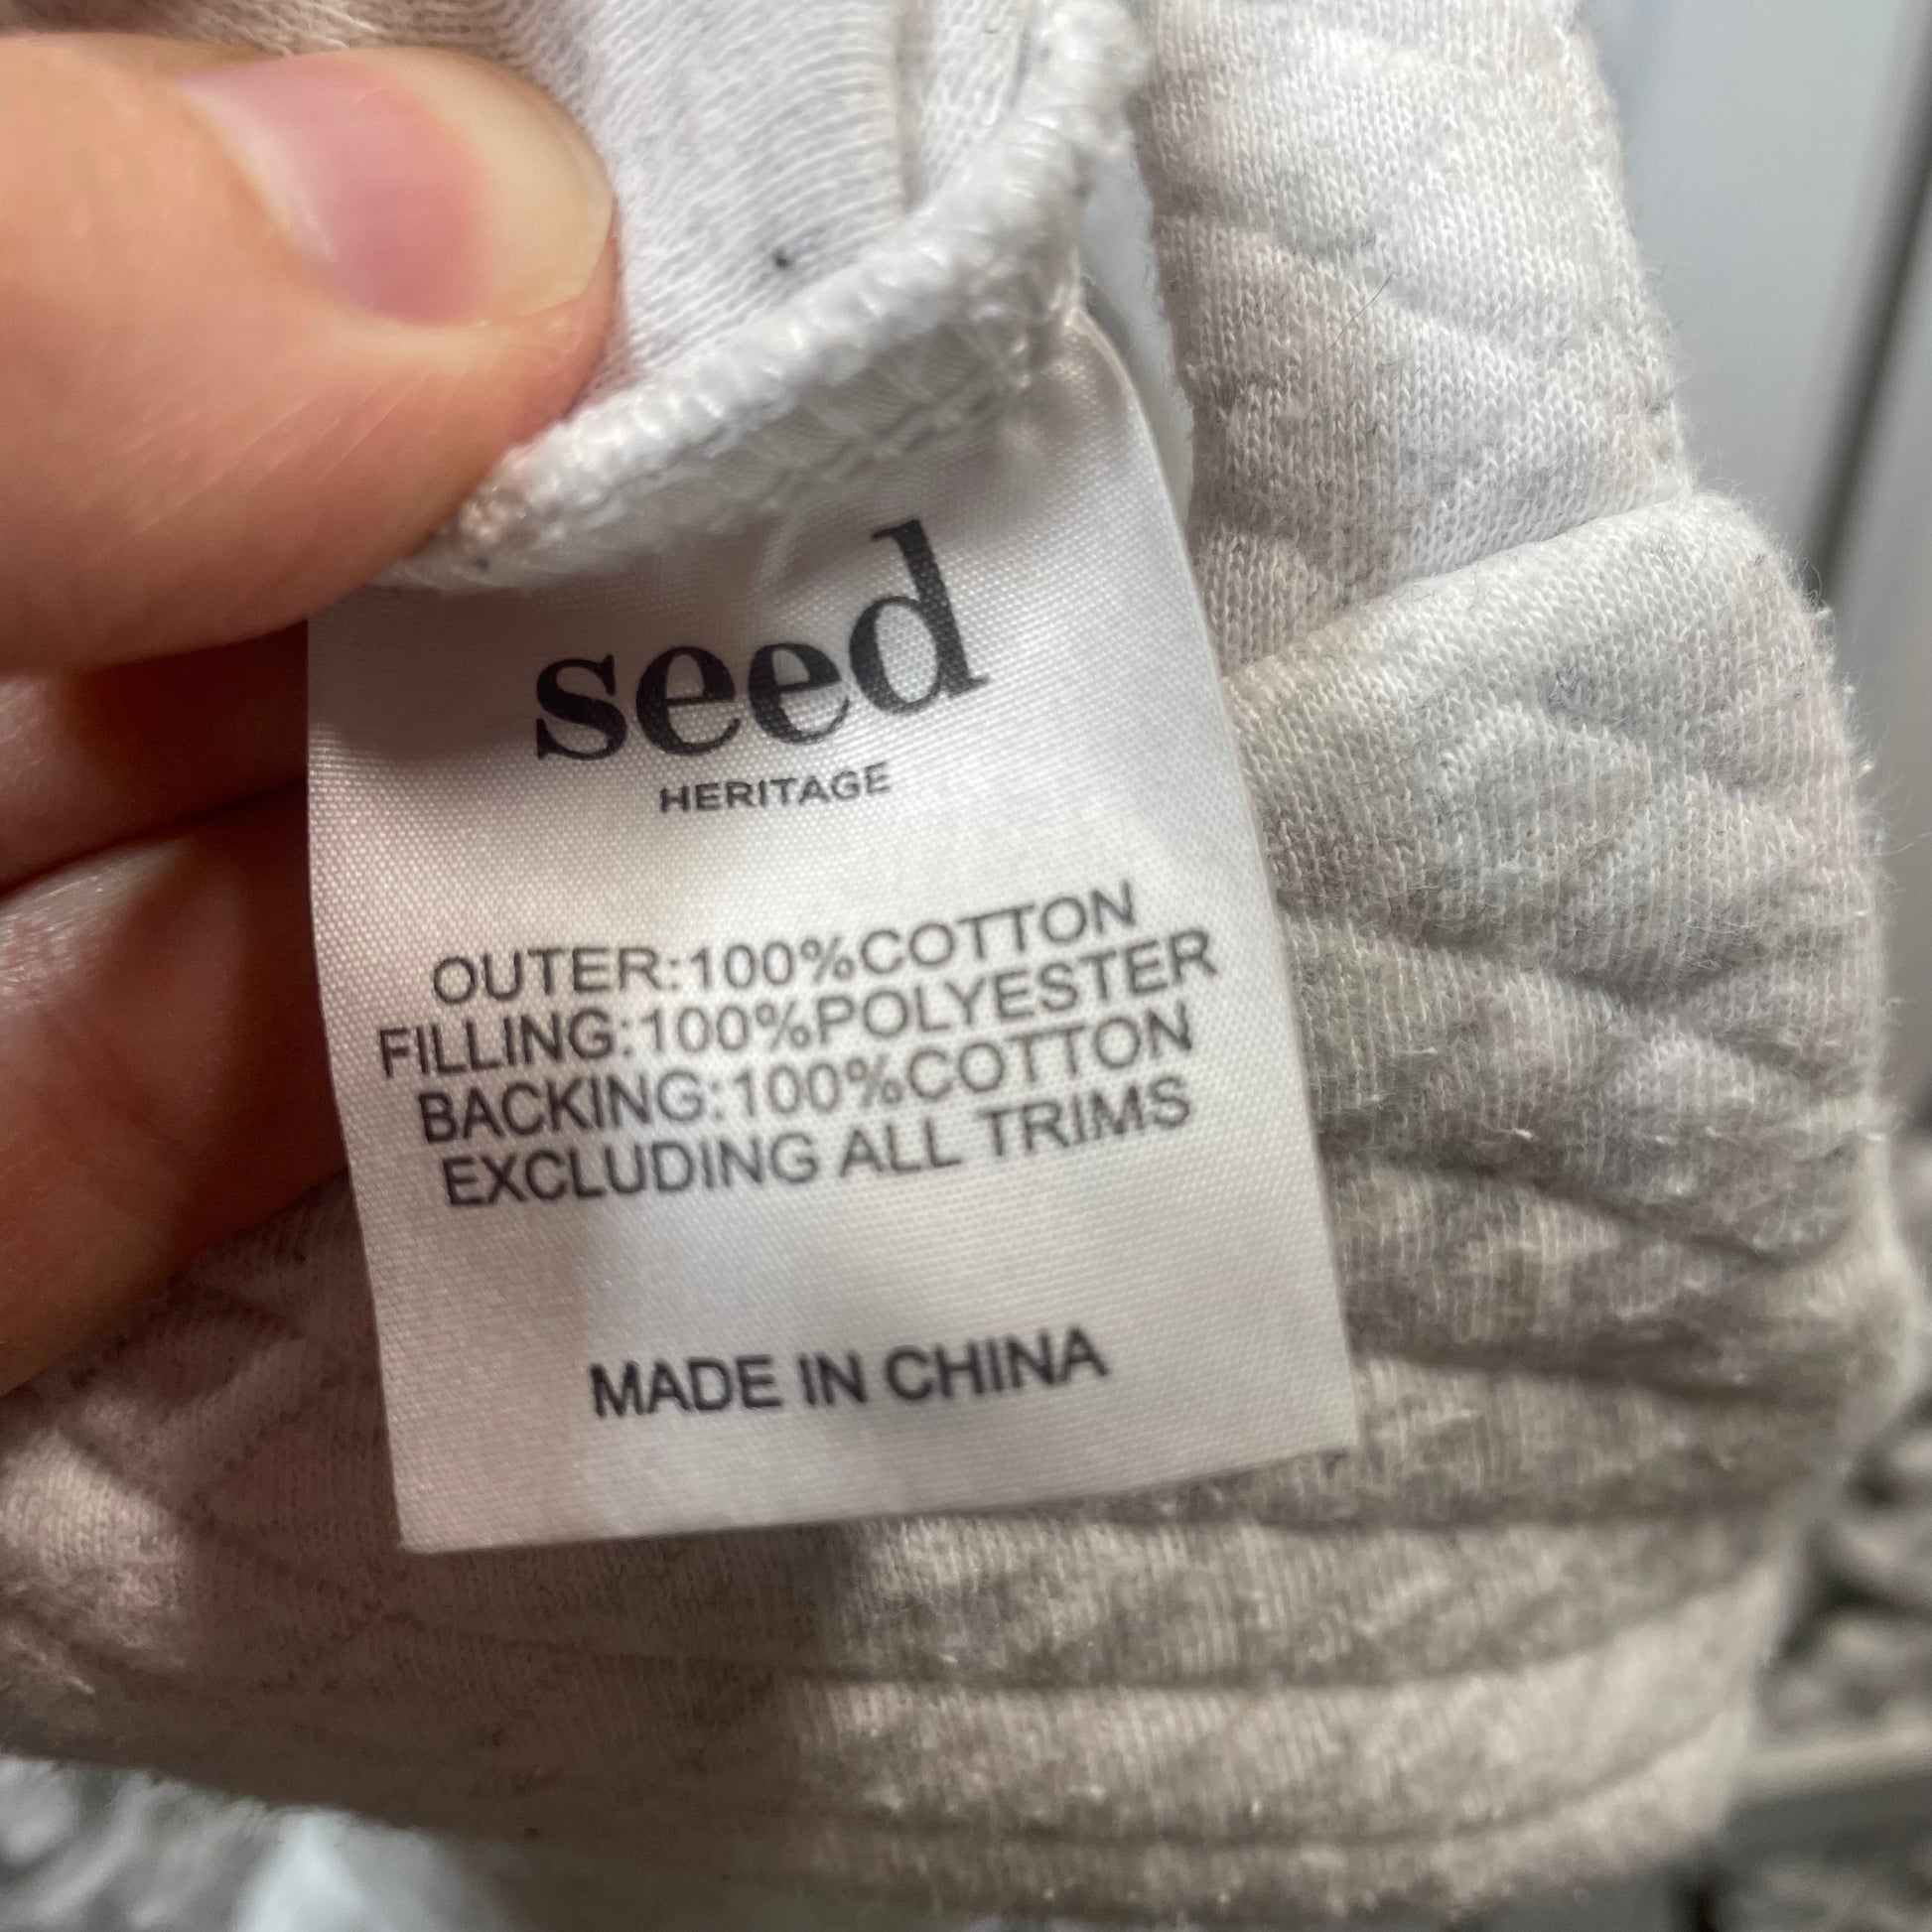 seed
HERITAGE
OUTER:100%COTTON
FILLING:100%POLYESTER
BACKING:100%COTTON
EXCLUDING ALL TRIMS
MADE IN CHINA